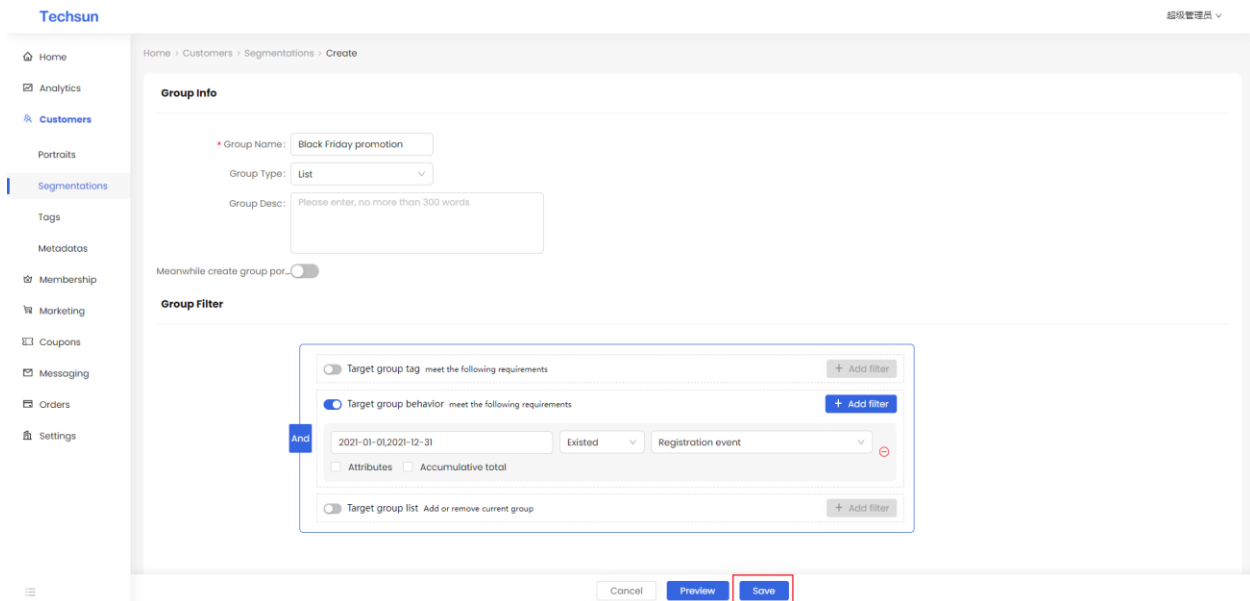 Techsun
超级管理员
Home
Analytics
Customers
Portraits
Segmentations
Tags
Metadatas
Membership
Marketing
Coupons
Messaging
Orders
Settings
Home > Customers > Segmentations > Create
Group Info
* Group Name: Black Friday promotion
Group Type: List
Group Desc: Please enter, no more than 300 words
Meanwhile create group por...
Group Filter
And
Target group tag meet the following requirements + Add filter
Target group behavior meet the following requirements + Add filter
2021-01-01,2021-12-31 Existed Registration event
Attributes Accumulative total
Target group list Add or remove current group + Add filter
Cancel Preview Save